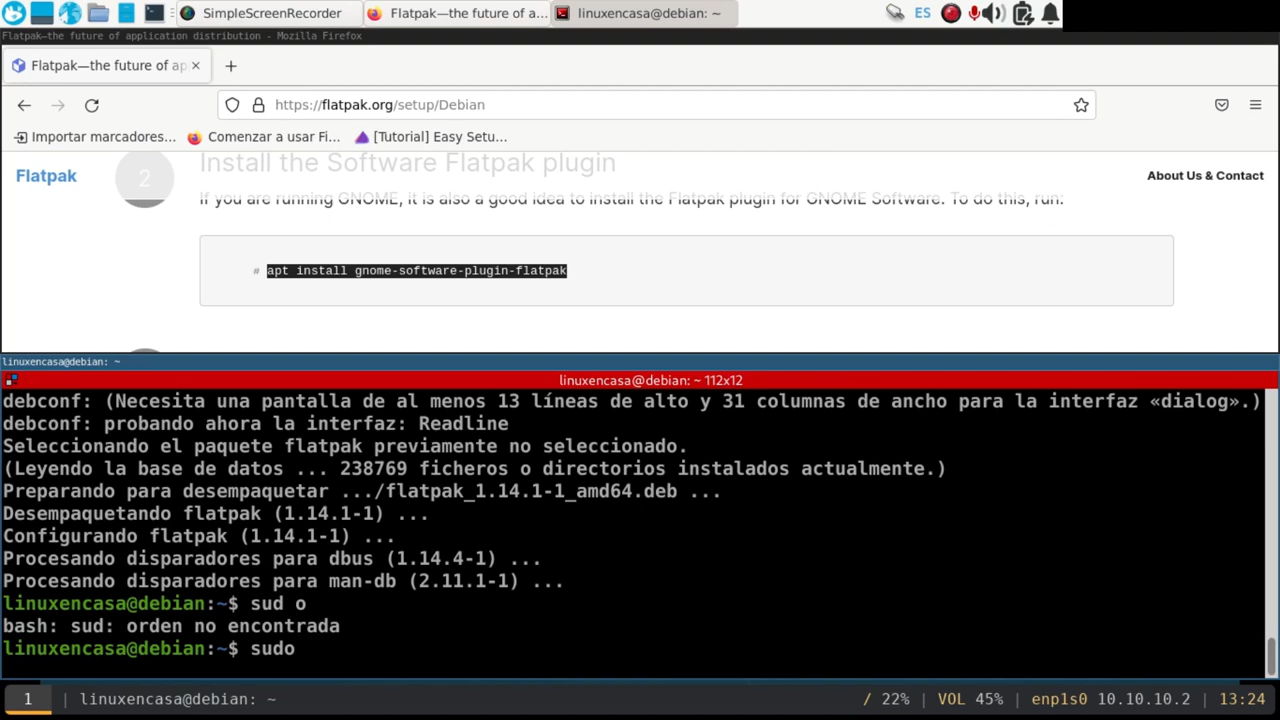 SimpleScreenRecorder
Flatpak—the future of a...
linuxencasa@debian: ~
ES
Flatpak—the future of application distribution - Mozilla Firefox
Flatpak—the future of ap
https://flatpak.org/setup/Debian
Importar marcadores...
Comenzar a usar Fi...
[Tutorial] Easy Setu...
Flatpak
2
Install the Software Flatpak plugin
About Us & Contact
If you are running GNOME, it is also a good idea to install the Flatpak plugin for GNOME Software. To do this, run:
# apt install gnome-software-plugin-flatpak
linuxencasa@debian: ~
linuxencasa@debian: ~ 112x12
debconf: (Necesita una pantalla de al menos 13 líneas de alto y 31 columnas de ancho para la interfaz «dialog».)
debconf: probando ahora la interfaz: Readline
Seleccionando el paquete flatpak previamente no seleccionado.
(Leyendo la base de datos ... 238769 ficheros o directorios instalados actualmente.)
Preparando para desempaquetar .../flatpak_1.14.1-1_amd64.deb ...
Desempaquetando flatpak (1.14.1-1) ...
Configurando flatpak (1.14.1-1) ...
Procesando disparadores para dbus (1.14.4-1) ...
Procesando disparadores para man-db (2.11.1-1) ...
linuxencasa@debian:~$ sud o
bash: sud: orden no encontrada
linuxencasa@debian:~$ sudo
1 | linuxencasa@debian: ~
/ 22% | VOL 45% | enp1s0 10.10.10.2 | 13:24